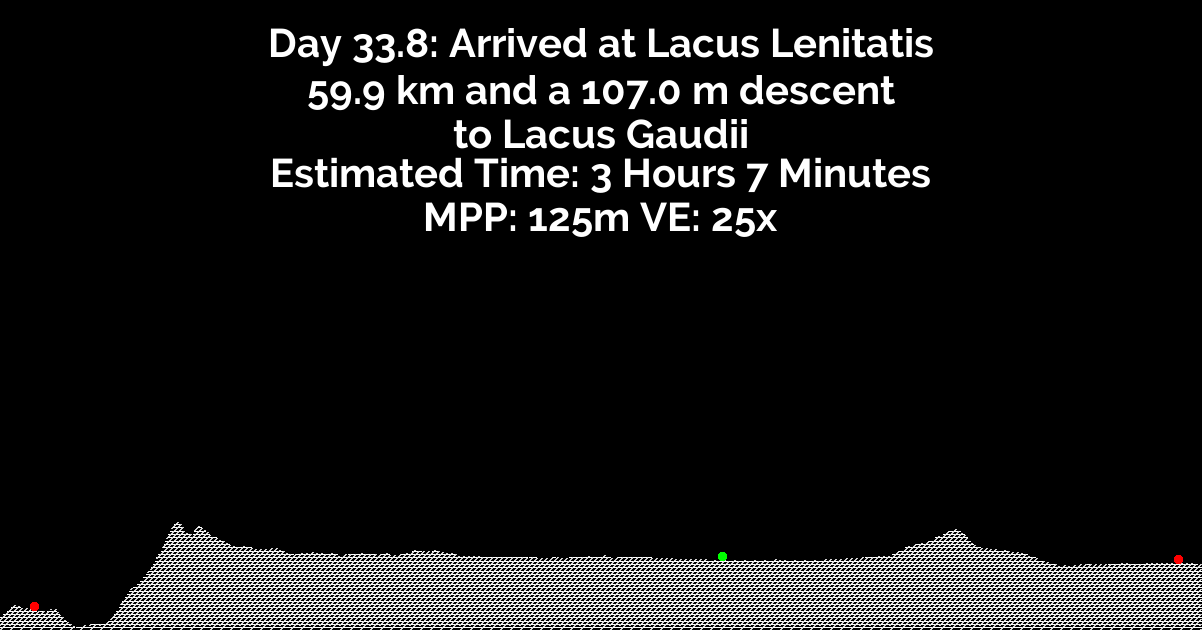 Day 33.8: Arrived at Lacus Lenitatis
59.9 km and a 107.0 m descent
to Lacus Gaudii
Estimated Time: 3 Hours 7 Minutes
MPP: 125m VE: 25x